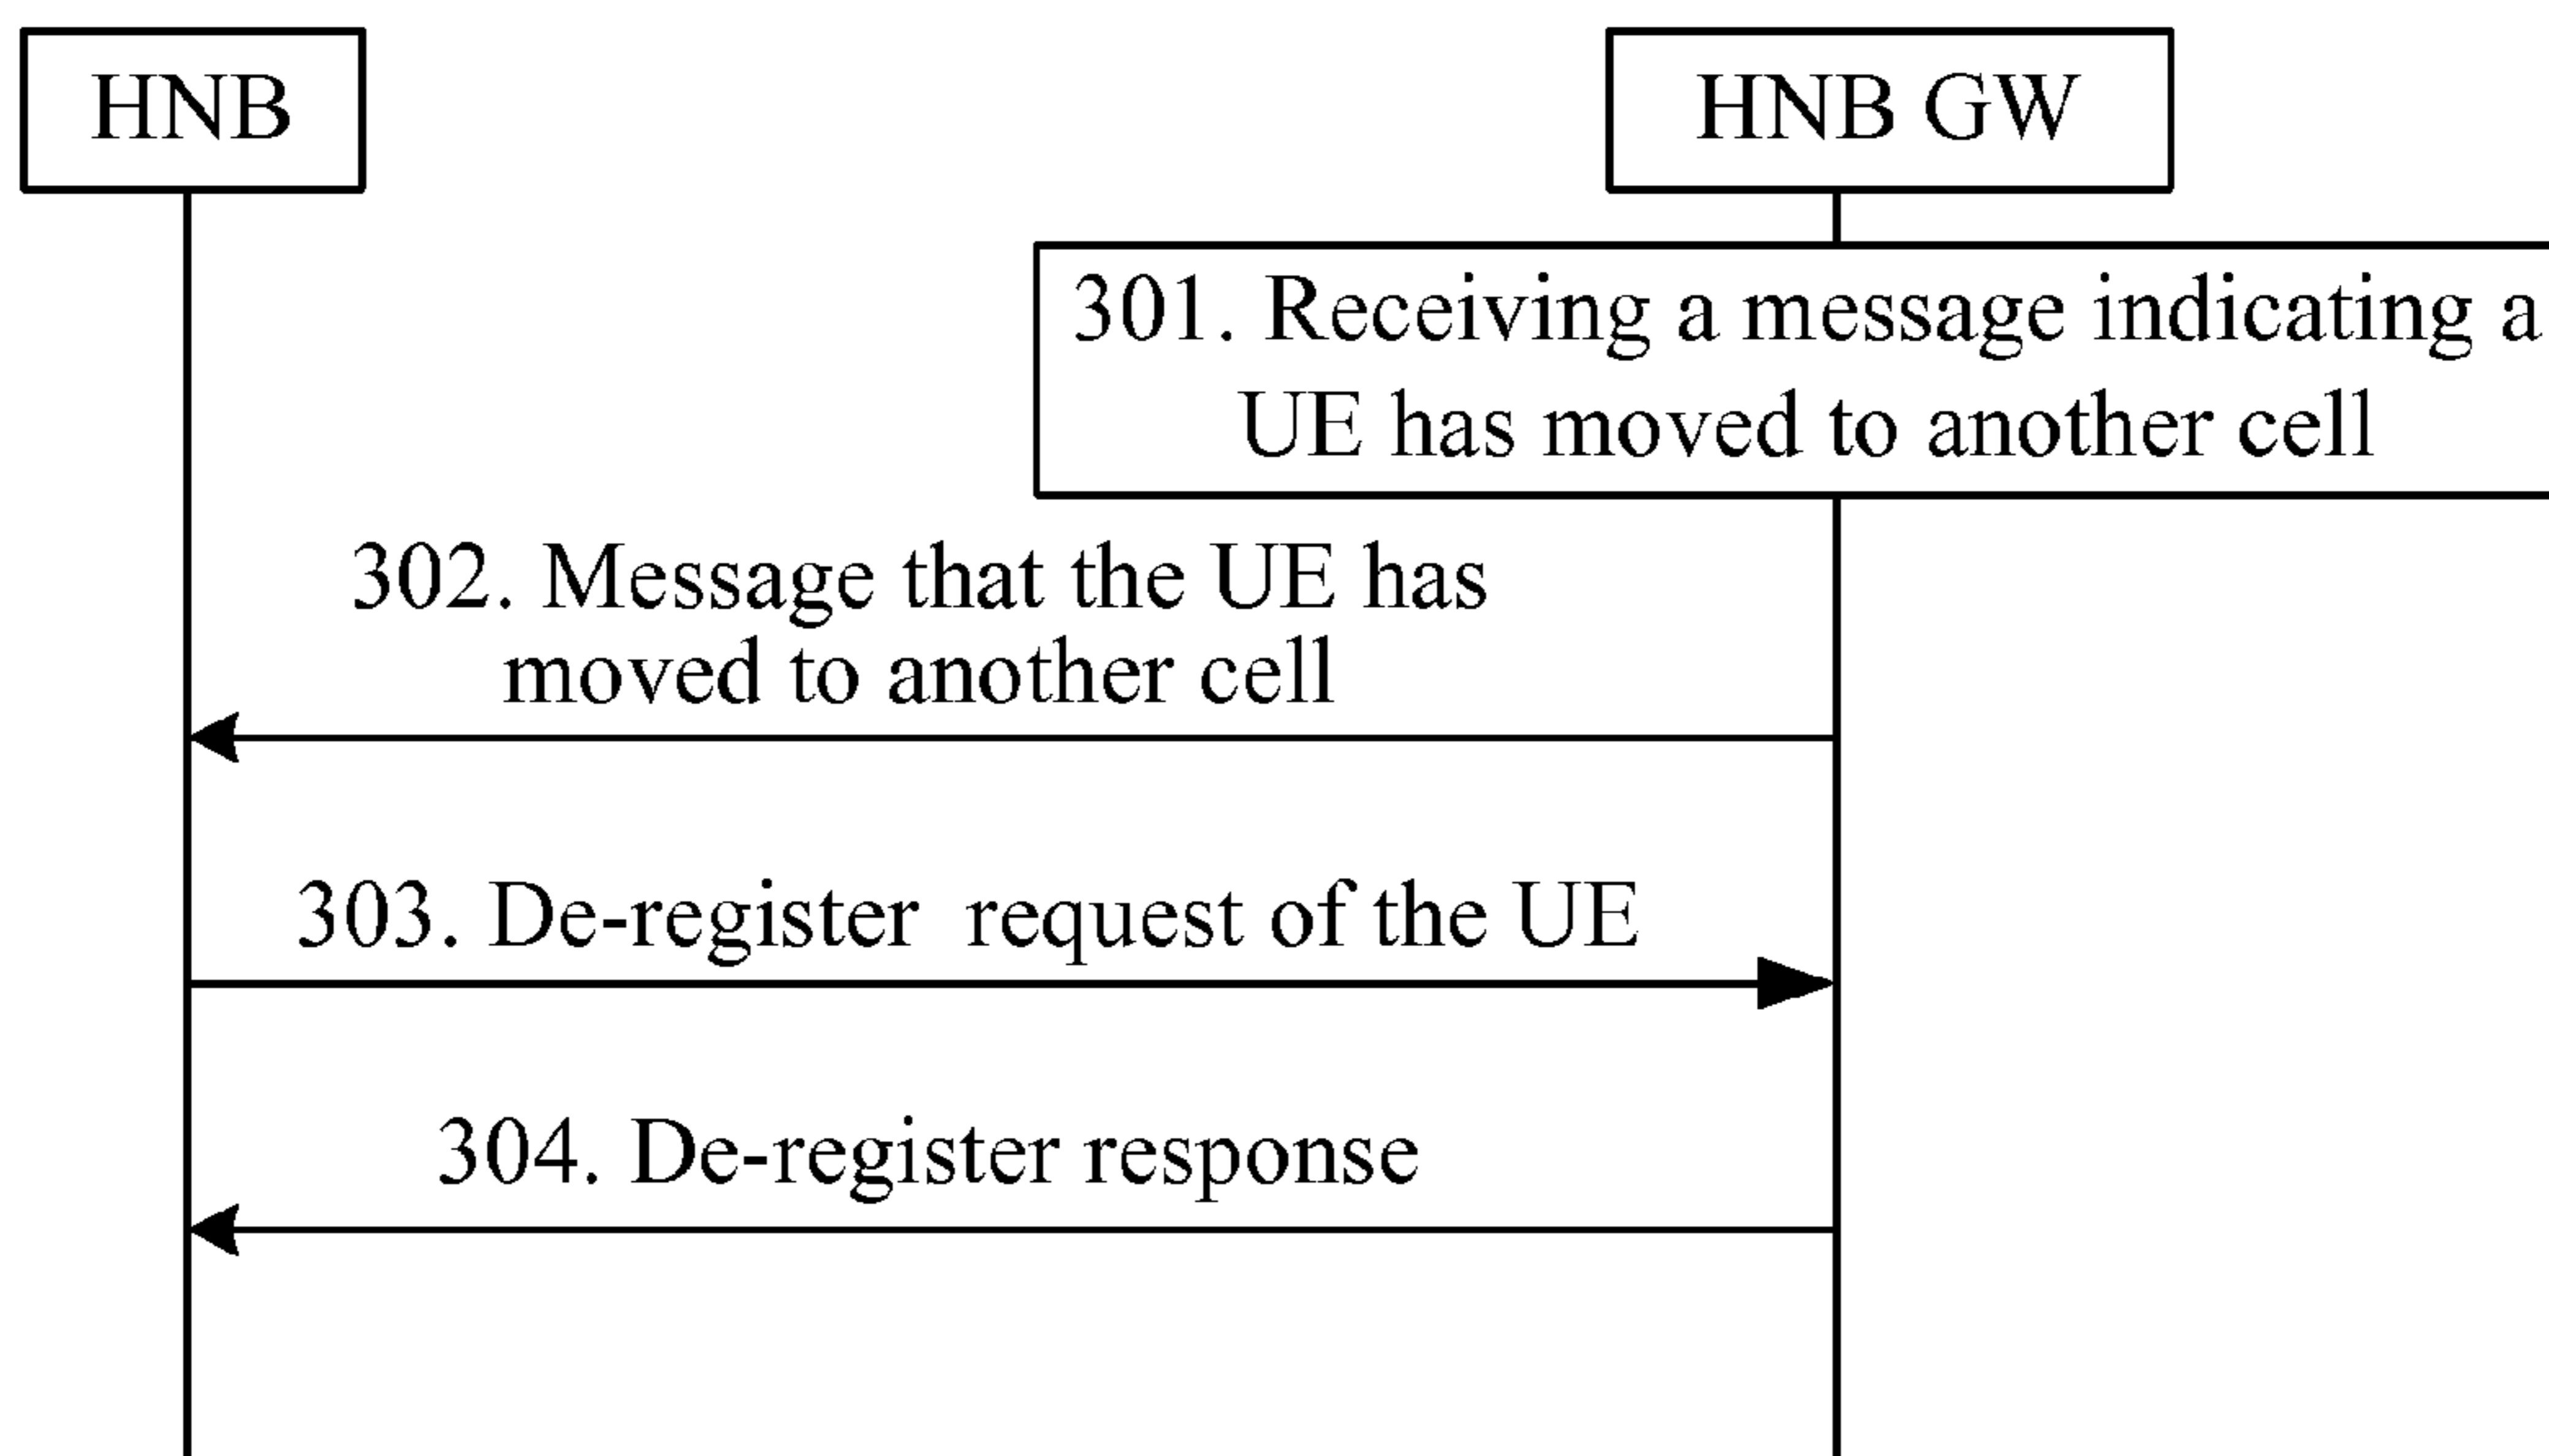 HNB
HNB GW
301. Receiving a message indicating a
UE has moved to another cell
302. Message that the UE has
moved to another cell
303. De-register request of the UE
304. De-register response